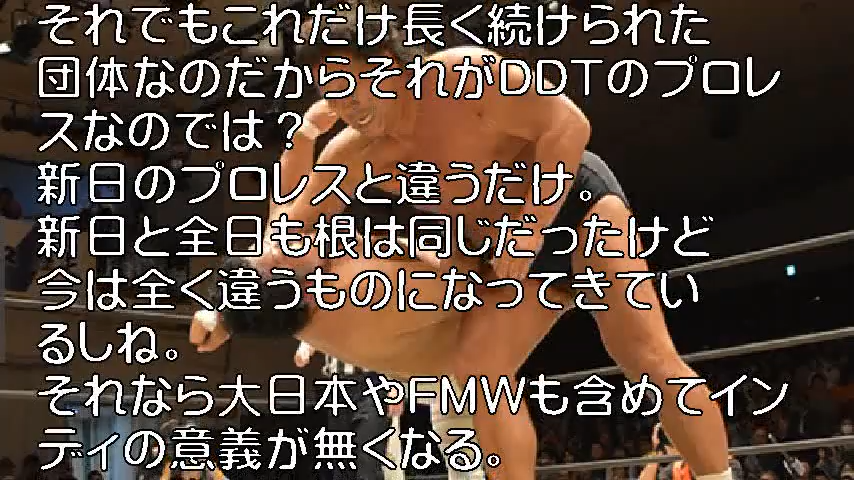 それでもこれだけ長く続けられた
団体なのだからそれがDDTのプロレ
スなのでは？
新日のプロレスと違うだけ。
新日と全日も根は同じだったけど
今は全く違うものになってきてい
るしね。
それなら大日本やFMWも含めてイン
ディの意義が無くなる。